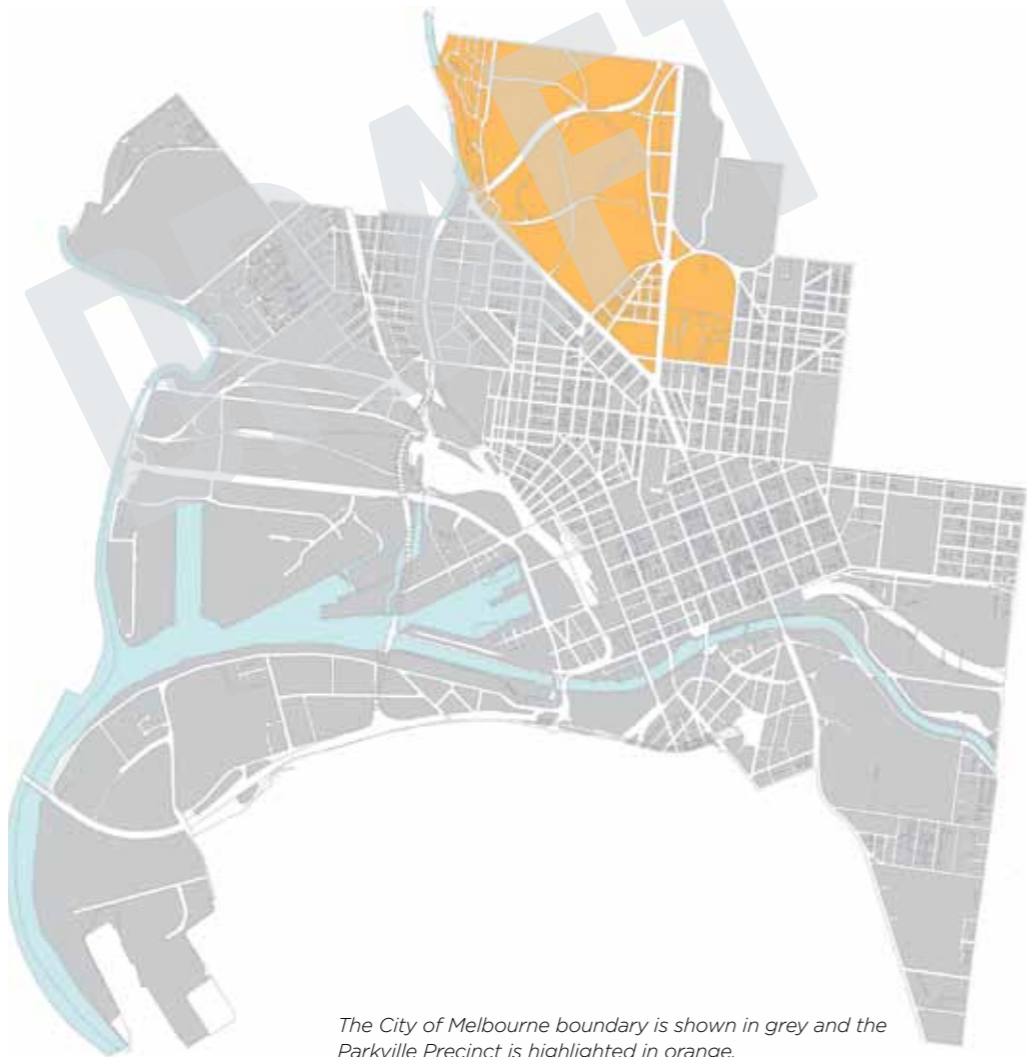 DRAFT
The City of Melbourne boundary is shown in grey and the
Parkville Precinct is highlighted in orange.